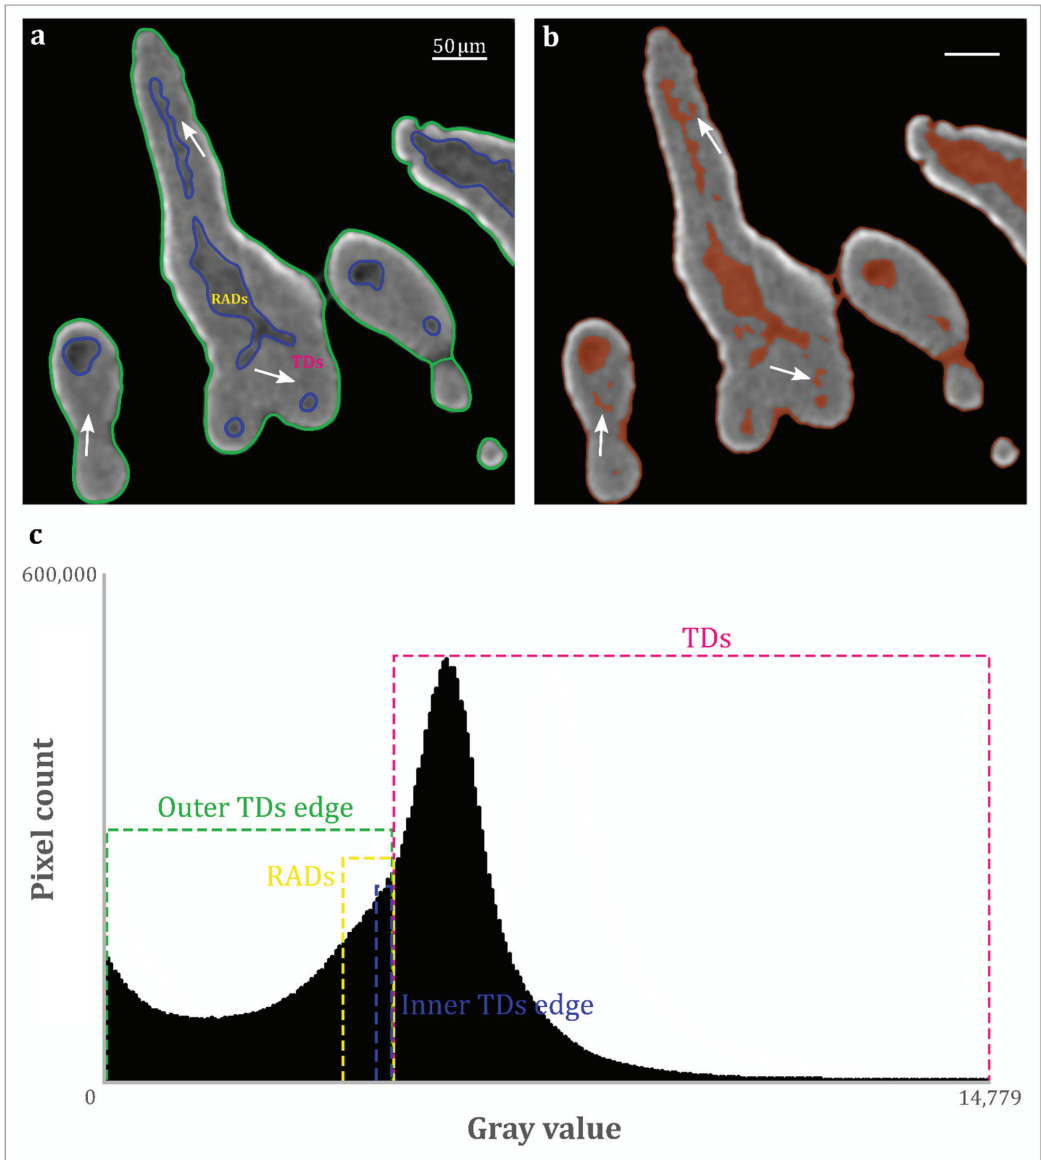 a
50 µm
b
RADs
TDs
c
600,000
TDs
Outer TDs edge
RADs
Inner TDs edge
Pixel count
0
14,779
Gray value